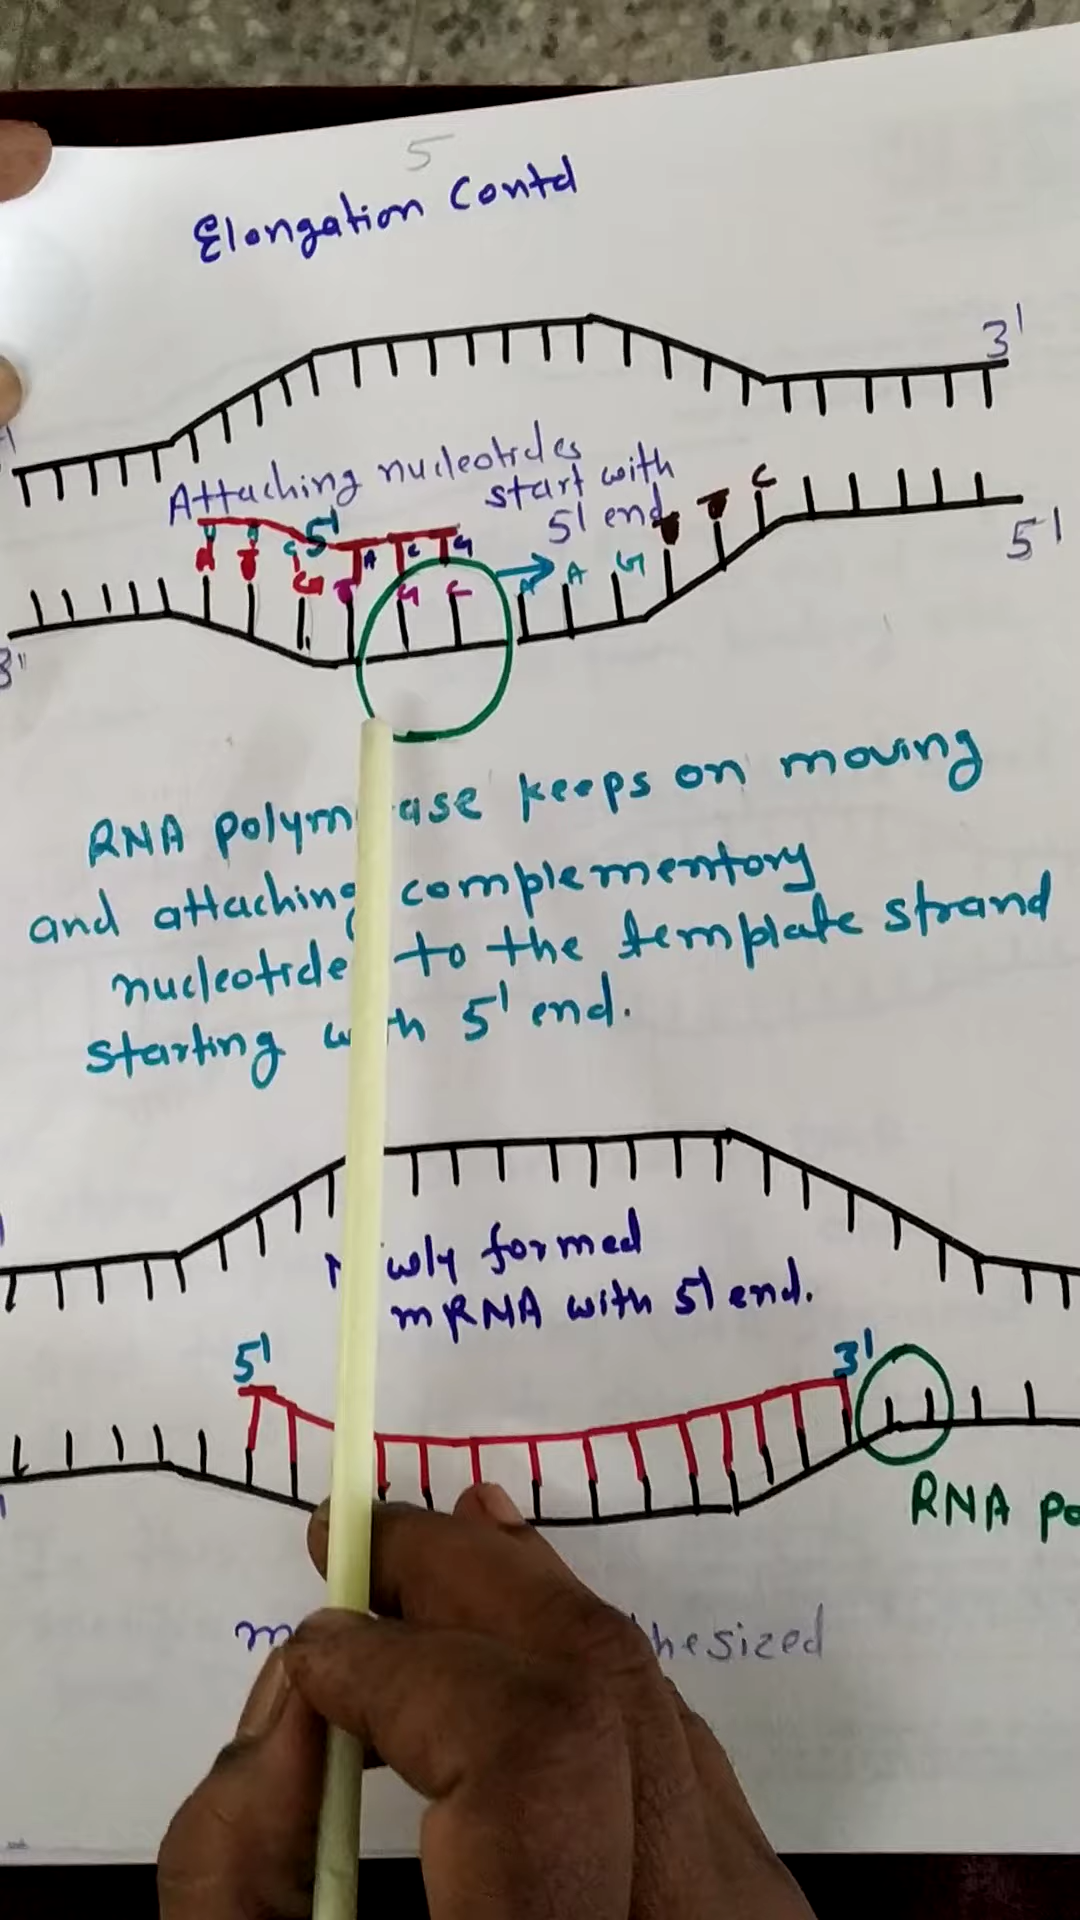 5
Elongation Contd
3'
Attaching nucleotides
start with
5' end
5'
C
A C G
G
T G C A A G
5'
RNA polym ase keeps on moving
and attaching complementory
nucleotide to the template strand
starting w h 5' end.
wly formed
mRNA with 5' end.
5'
3'
RNA po
m hesized